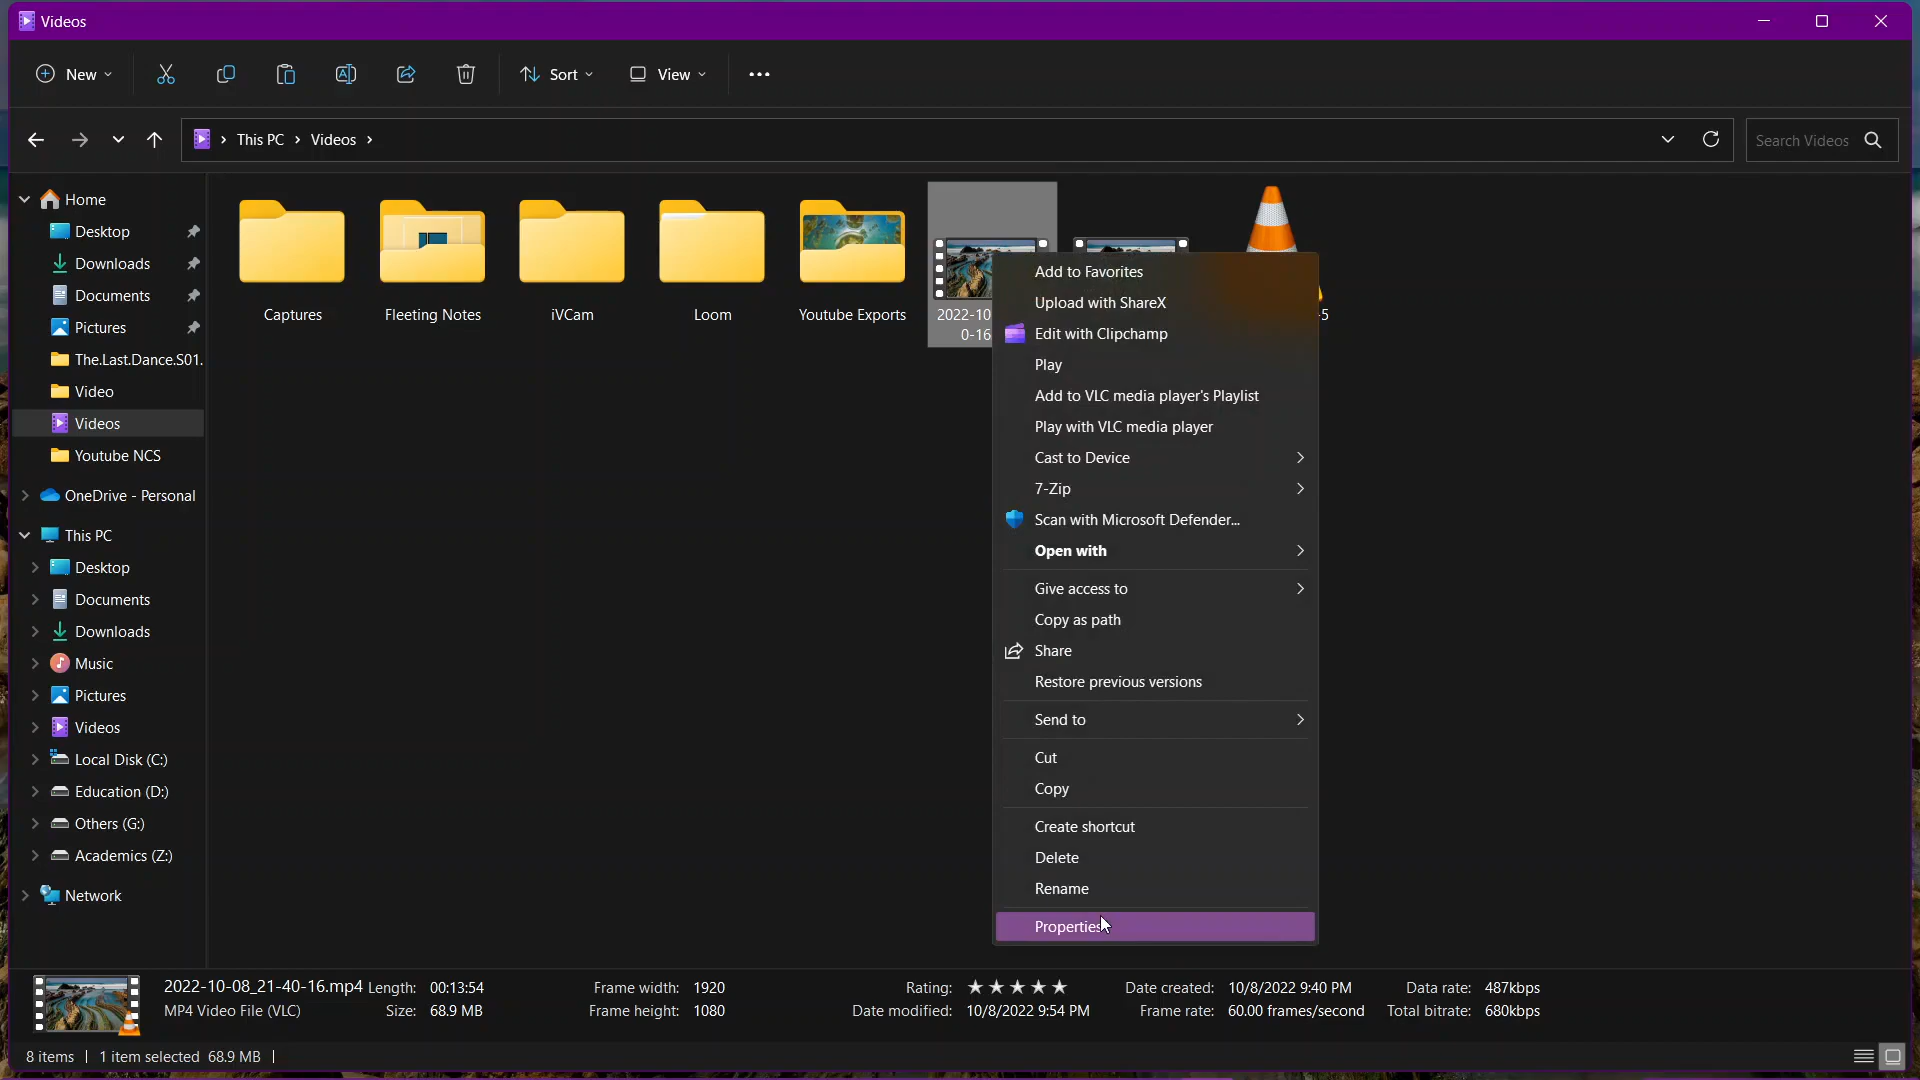 Videos
New
Sort
View
This PC
Videos
Search Videos
Home
Desktop
Downloads
Documents
Pictures
The.Last.Dance.S01.
Video
Videos
Youtube NCS
OneDrive - Personal
This PC
Desktop
Documents
Downloads
Music
Pictures
Videos
Local Disk (C:)
Education (D:)
Others (G:)
Academics (Z:)
Network
Captures
Fleeting Notes
iVCam
Loom
Youtube Exports
2022-10
0-16
-5
Add to Favorites
Upload with ShareX
Edit with Clipchamp
Play
Add to VLC media player's Playlist
Play with VLC media player
Cast to Device
7-Zip
Scan with Microsoft Defender...
Open with
Give access to
Copy as path
Share
Restore previous versions
Send to
Cut
Copy
Create shortcut
Delete
Rename
Properties
2022-10-08_21-40-16.mp4 Length: 00:13:54 Frame width: 1920 Rating: ★★★★★ Date created: 10/8/2022 9:40 PM Data rate: 487kbps
MP4 Video File (VLC) Size: 68.9 MB Frame height: 1080 Date modified: 10/8/2022 9:54 PM Frame rate: 60.00 frames/second Total bitrate: 680kbps
8 items | 1 item selected 68.9 MB |